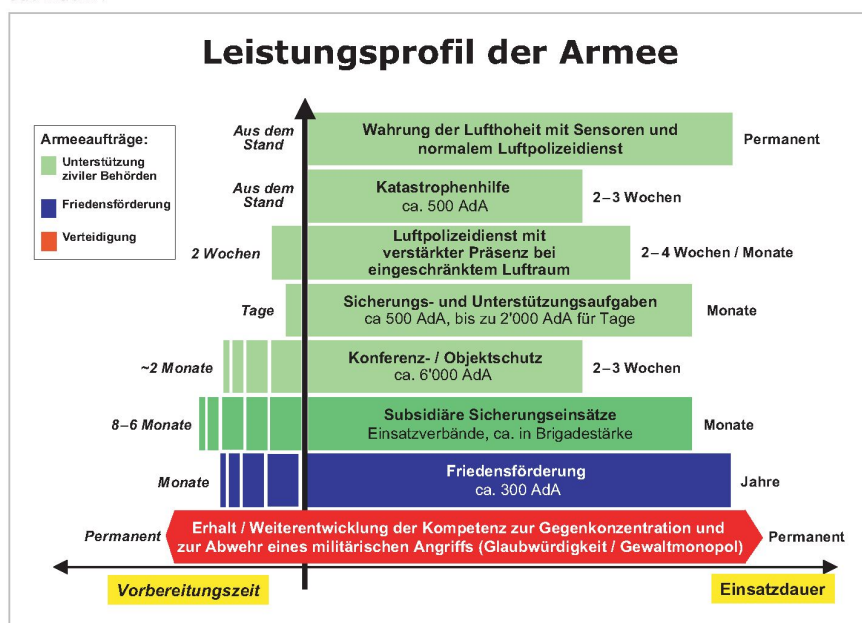 Leistungsprofil der Armee
Armeeaufträge:
Unterstützung
ziviler Behörden
Friedensförderung
Verteidigung
Aus dem
Stand
Wahrung der Lufthoheit mit Sensoren und
normalem Luftpolizeidienst
Permanent
Aus dem
Stand
Katastrophenhilfe
ca. 500 AdA
2–3 Wochen
2 Wochen
Luftpolizeidienst mit
verstärkter Präsenz bei
eingeschränktem Luftraum
2–4 Wochen / Monate
Tage
Sicherungs- und Unterstützungsaufgaben
ca 500 AdA, bis zu 2'000 AdA für Tage
Monate
~2 Monate
Konferenz- / Objektschutz
ca. 6'000 AdA
2–3 Wochen
8–6 Monate
Subsidiäre Sicherungseinsätze
Einsatzverbände, ca. in Brigadestärke
Monate
Monate
Friedensförderung
ca. 300 AdA
Jahre
Permanent
Erhalt / Weiterentwicklung der Kompetenz zur Gegenkonzentration und
zur Abwehr eines militärischen Angriffs (Glaubwürdigkeit / Gewaltmonopol)
Permanent
Vorbereitungszeit
Einsatzdauer